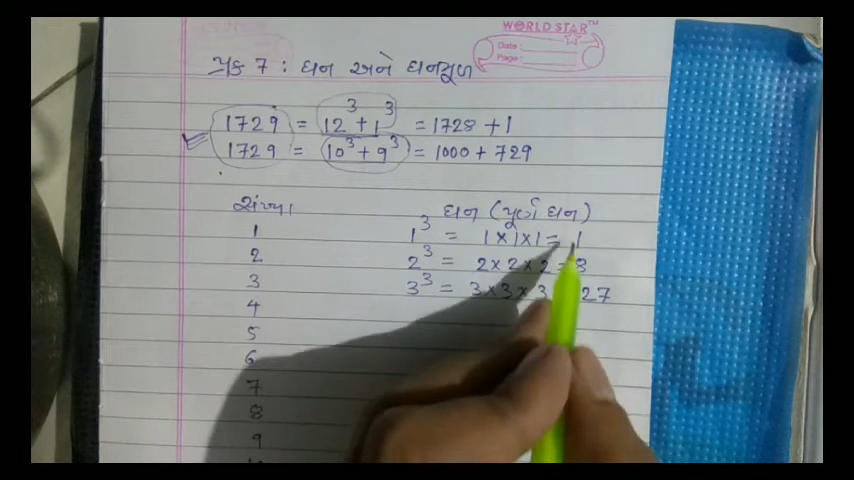 WORLD STAR™
Date :
Page :
પ્રક 7 : ઘન અને ઘનમૂળ
1729 = 12³ + 1³ = 1728 + 1
1729 = 10³ + 9³ = 1000 + 729
સંખ્યા ઘન (પૂર્ણ ઘન)
1 1³ = 1 × 1 × 1 = 1
2 2³ = 2 × 2 × 2 = 8
3 3³ = 3 × 3 × 3 27
4
5
6
7
8
9